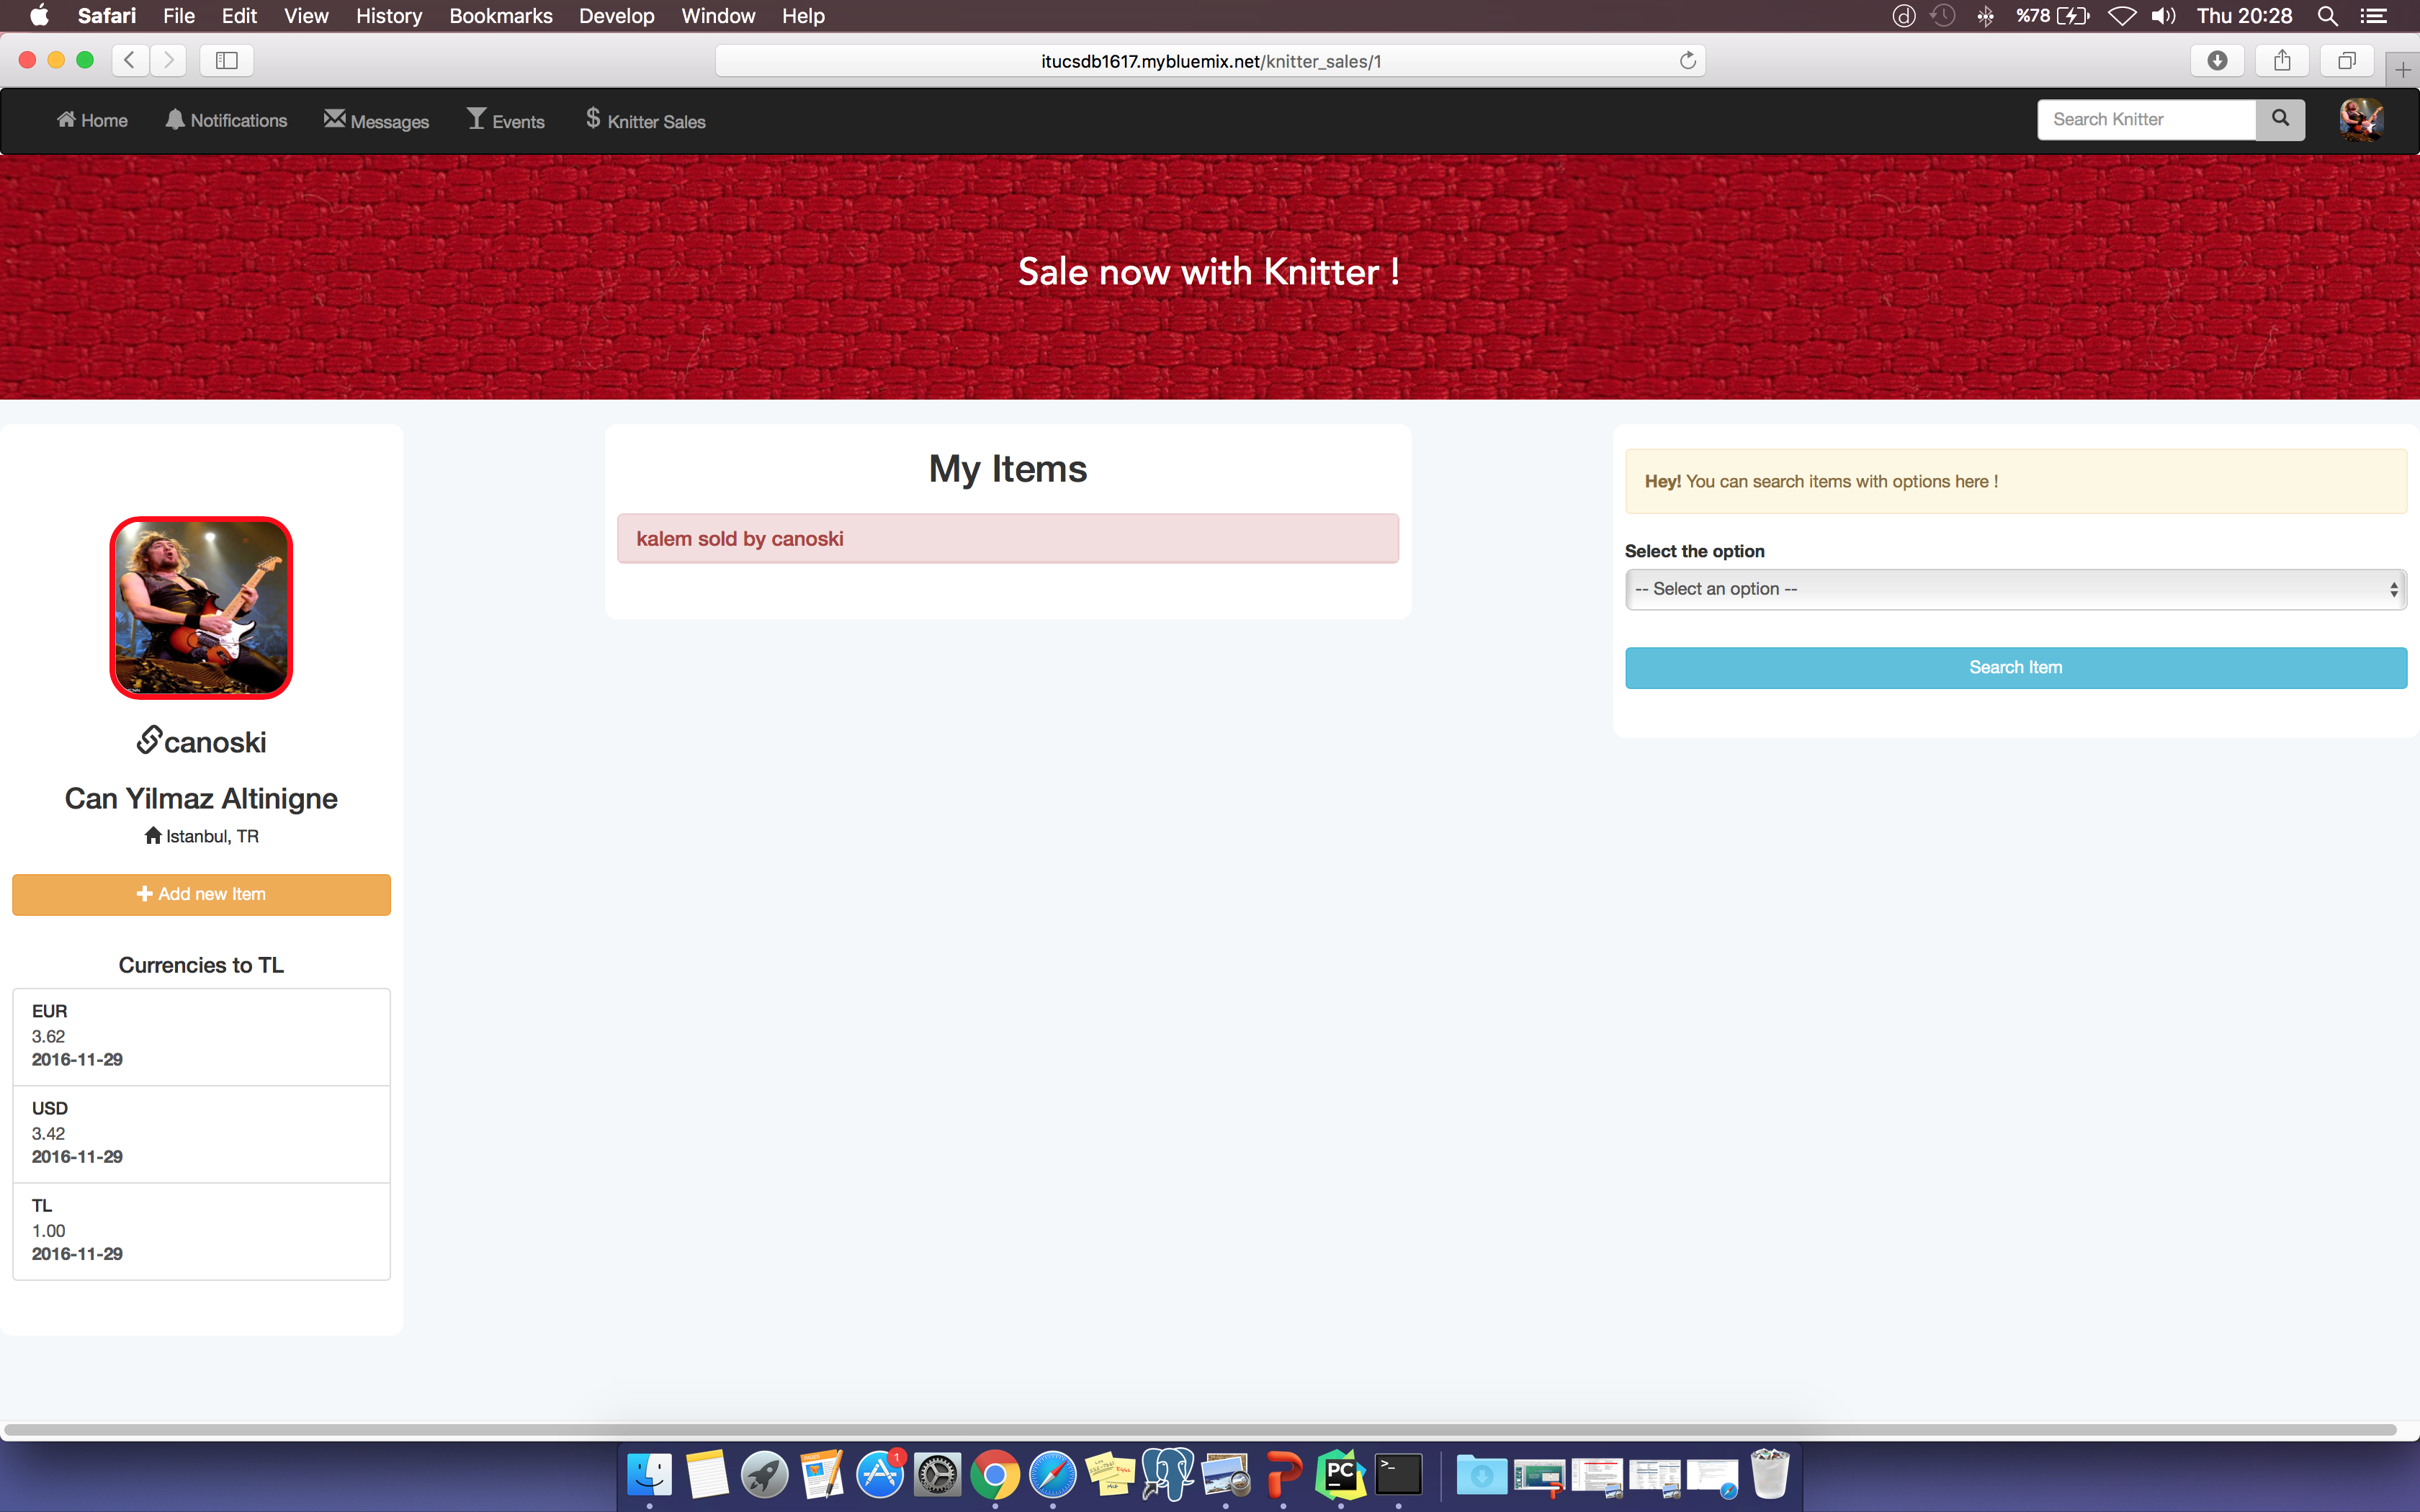 Safari File Edit View History Bookmarks Develop Window Help %78 Thu 20:28
itucsdb1617.mybluemix.net/knitter_sales/1
Home Notifications Messages Events $ Knitter Sales Search Knitter
Sale now with Knitter !
canoski
Can Yilmaz Altinigne
Istanbul, TR
Add new Item
Currencies to TL
EUR
3.62
2016-11-29
USD
3.42
2016-11-29
TL
1.00
2016-11-29
My Items
kalem sold by canoski
Hey! You can search items with options here !
Select the option
-- Select an option --
Search Item
1
PC
>_